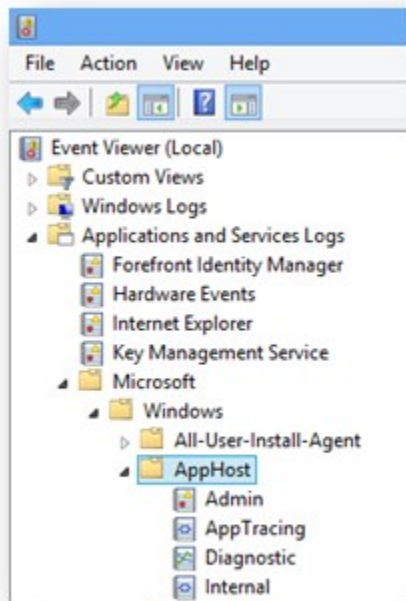 File Action View Help
Event Viewer (Local)
Custom Views
Windows Logs
Applications and Services Logs
Forefront Identity Manager
Hardware Events
Internet Explorer
Key Management Service
Microsoft
Windows
All-User-Install-Agent
AppHost
Admin
AppTracing
Diagnostic
Internal